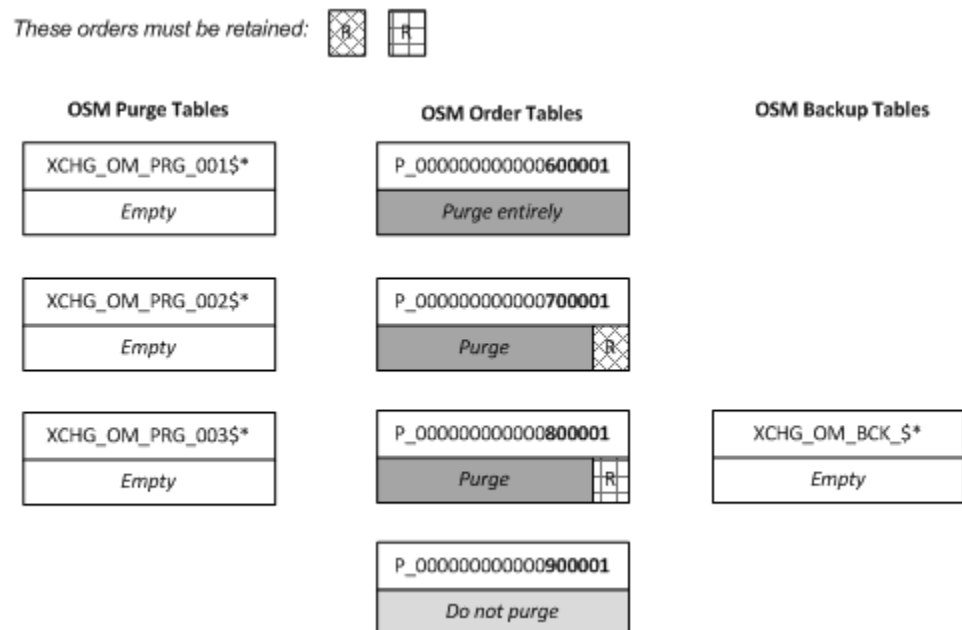 These orders must be retained: R R
OSM Purge Tables OSM Order Tables OSM Backup Tables
XCHG_OM_PRG_001$* P_000000000000600001
Empty Purge entirely
XCHG_OM_PRG_002$* P_000000000000700001
Empty Purge R
XCHG_OM_PRG_003$* P_000000000000800001 XCHG_OM_BCK_$*
Empty Purge R Empty
P_000000000000900001
Do not purge